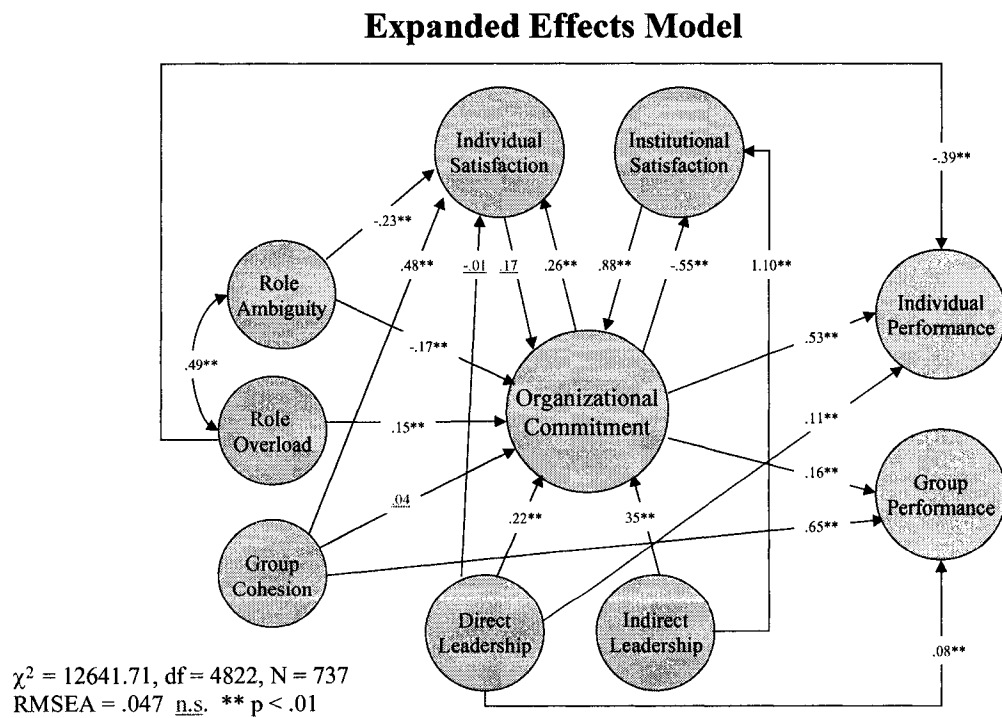 Expanded Effects Model
Individual
Satisfaction
Institutional
Satisfaction
-.39**
-.23**
.48**
-.01
.17
.26**
.88**
-.55**
1.10**
Role
Ambiguity
Individual
Performance
.49**
-.17**
.53**
Organizational
Commitment
Role
Overload
.15**
.11**
.16**
Group
Performance
.04
.22**
35**
.65**
Group
Cohesion
Direct
Leadership
Indirect
Leadership
.08**
χ² = 12641.71, df = 4822, N = 737
RMSEA = .047 n.s. ** p < .01